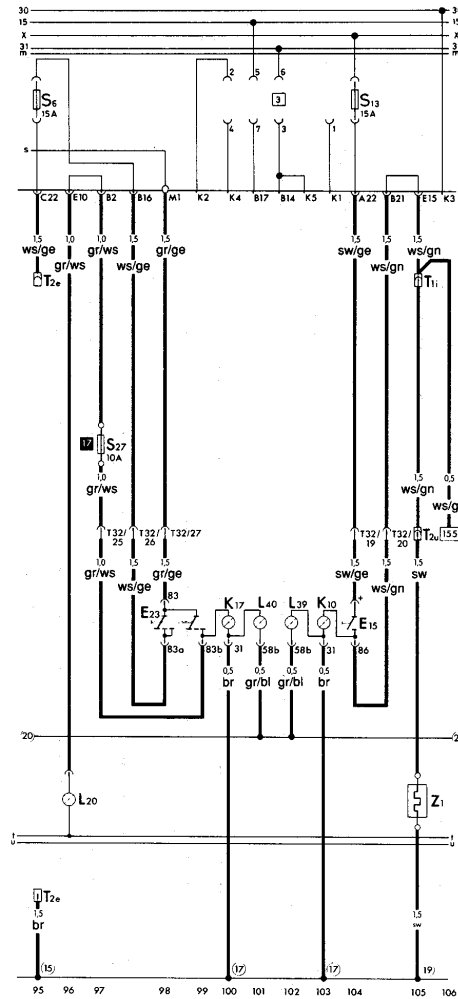 30
30
15
15
X
X
31
31
m
m
2
5
6
S6
15A
3
S13
15A
4
7
3
1
s
C22 E10 B2 B16 M1 K2 K4 B17 B14 K5 K1 A22 B21 E15 K3
1,5
ws/ge
1,0
gr/ws
1,0
gr/ws
1,5
ws/ge
1,5
gr/ge
1,5
sw/ge
1,5
ws/gn
1,5
ws/gn
T2e
T1i
17
S27
10A
1,0
gr/ws
1,5
ws/gn
0,5
ws/g
T32/
25
T32/
26
T32/27
T32/
19
T32/
20
T2u
155
1,0
gr/ws
1,5
ws/ge
1,5
gr/ge
1,5
sw/ge
1,5
ws/gn
1,5
sw
83
E23
K17
L40
L39
K10
+
E15
83a
83b
31
58b
58b
31
86
0,5
br
0,5
gr/bl
0,5
gr/bl
0,5
br
20)
(2
L20
Z1
t
t
u
u
T2e
1,5
br
1,5
sw
(15)
(17)
(17)
19)
95 96 97 98 99 100 101 102 103 104 105 106